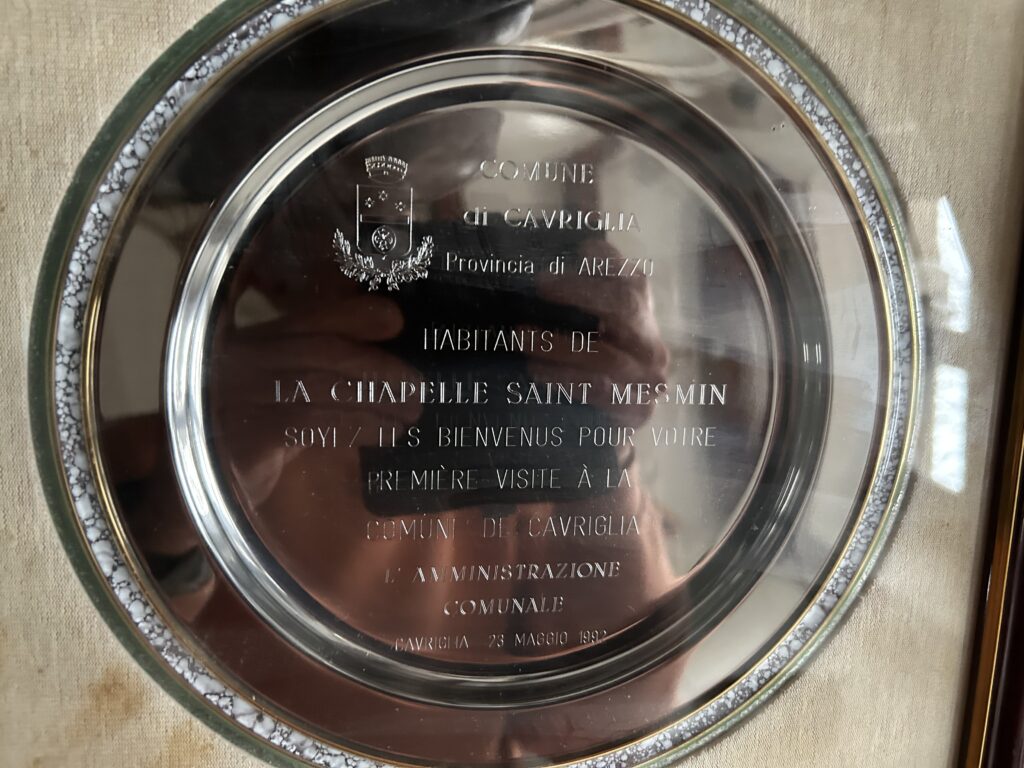 COMUNE
di CAVRIGLIA
Provincia di AREZZO
HABITANTS DE
LA CHAPELLE SAINT MESMIN
SOYEZ LES BIENVENUS POUR VOTRE
PREMIÈRE VISITE À LA
COMUNE DE CAVRIGLIA
L'AMMINISTRAZIONE
COMUNALE
CAVRIGLIA 23 MAGGIO 1992